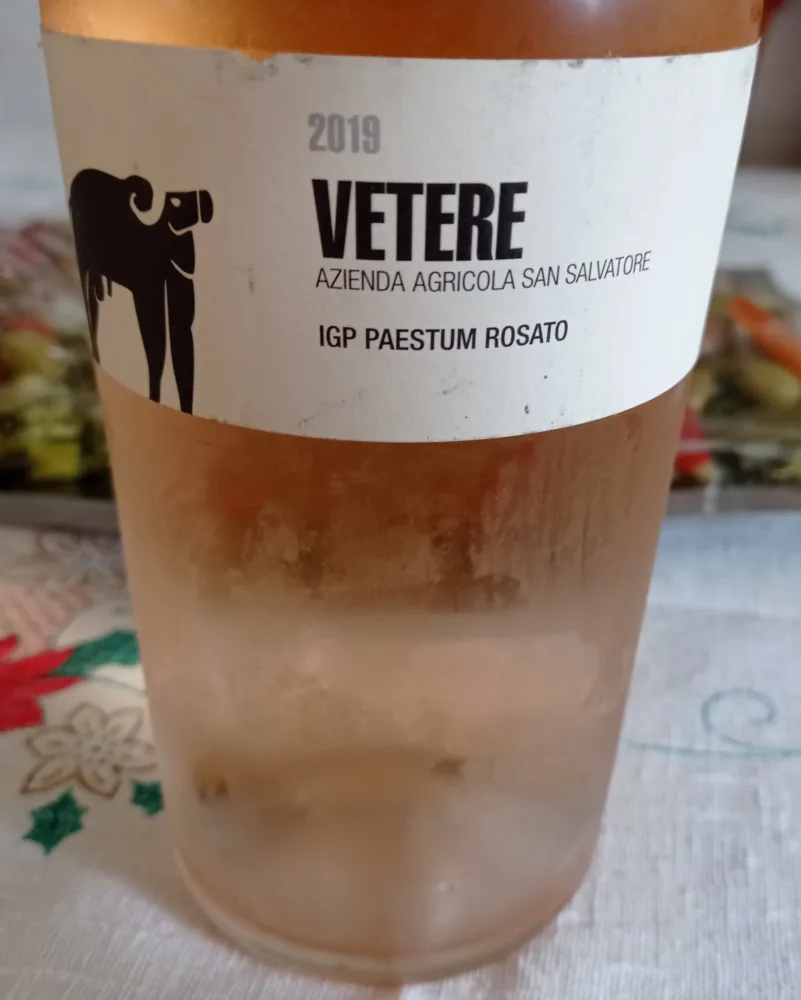 2019
VETERE
AZIENDA AGRICOLA SAN SALVATORE
IGP PAESTUM ROSATO